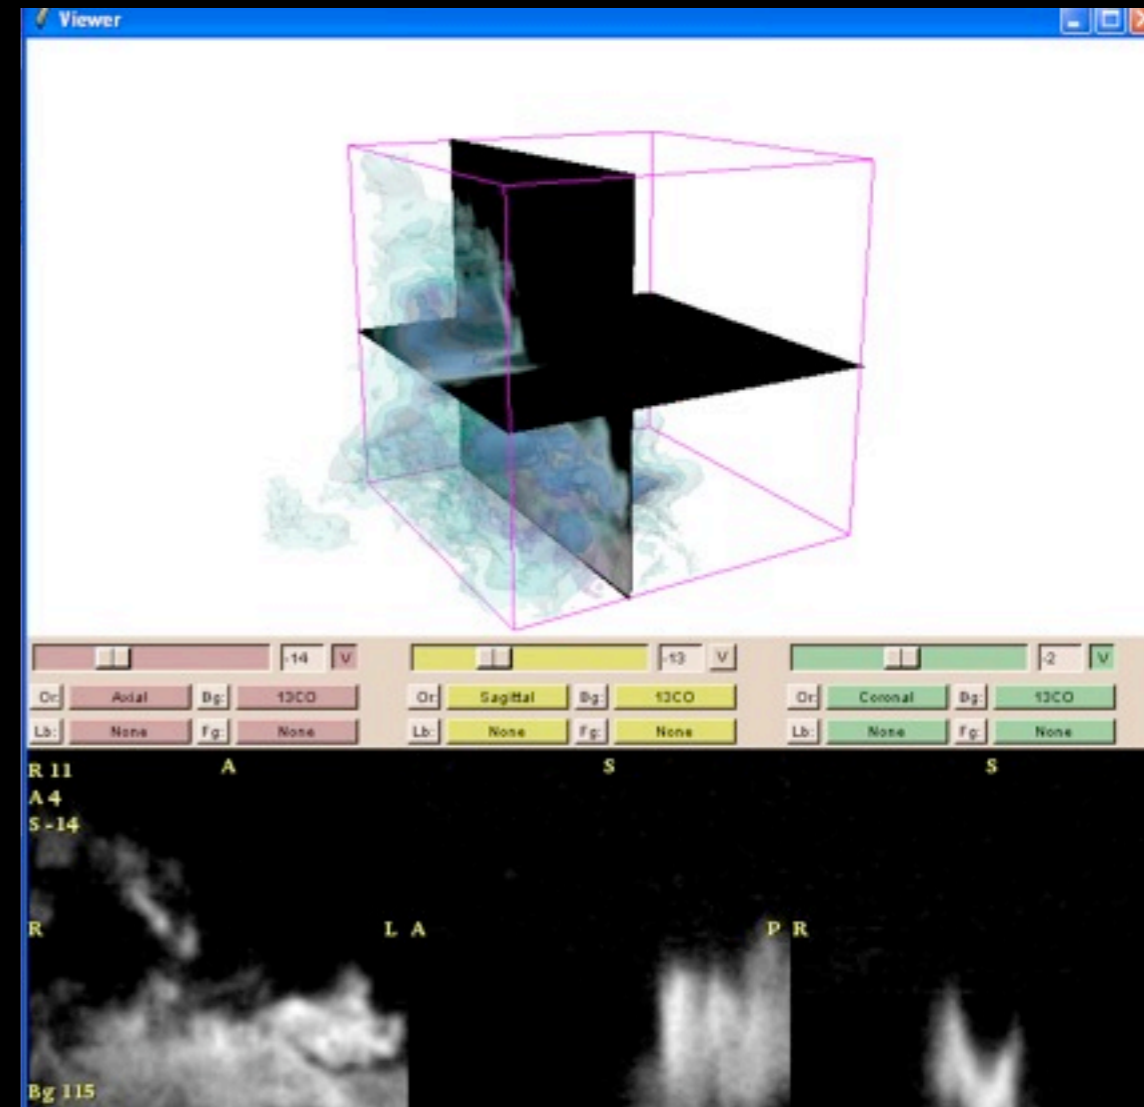 Viewer
-14 V -13 V -2 V
Or: Axial Bg: 13CO Or: Sagittal Bg: 13CO Or: Coronal Bg: 13CO
Lb: None Fg: None Lb: None Fg: None Lb: None Fg: None
R 11 A S S
A 4
S -14
R L A P R
Bg 115